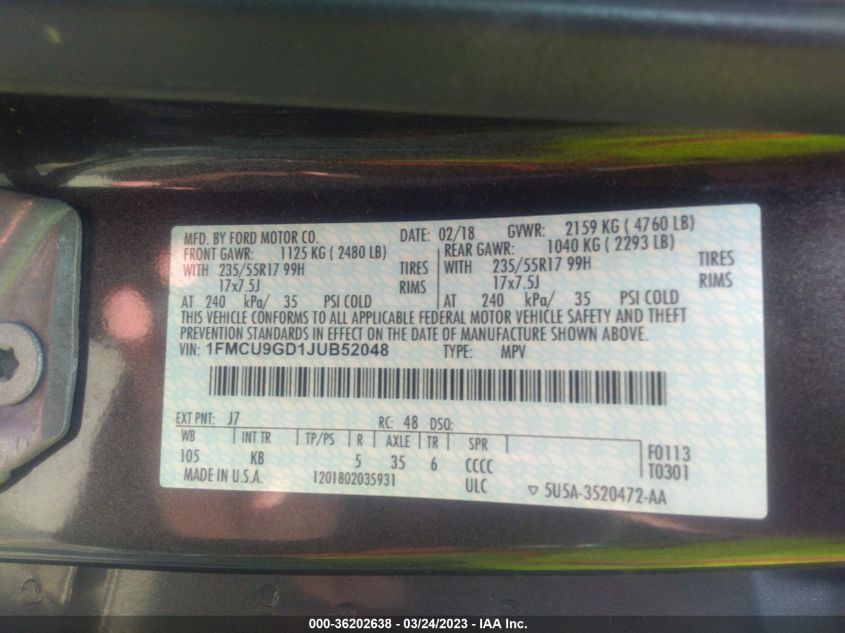 MFD. BY FORD MOTOR CO. DATE: 02/18 GVWR: 2159 KG ( 4760 LB)
FRONT GAWR: 1125 KG ( 2480 LB) REAR GAWR: 1040 KG ( 2293 LB)
WITH 235/55R17 99H TIRES WITH 235/55R17 99H TIRES
17x7.5J RIMS 17x7.5J RIMS
AT 240 kPa/ 35 PSI COLD AT 240 kPa/ 35 PSI COLD
THIS VEHICLE CONFORMS TO ALL APPLICABLE FEDERAL MOTOR VEHICLE SAFETY AND THEFT
PREVENTION STANDARDS IN EFFECT ON THE DATE OF MANUFACTURE SHOWN ABOVE.
VIN: 1FMCU9GD1JUB52048 TYPE: MPV
EXT PNT: J7 RC: 48 DSO:
WB INT TR TP/PS R AXLE TR SPR
105 KB 5 35 6 CCCC
F0113
T0301
MADE IN U.S.A. 1201802035931 ULC ▽ 5U5A-3520472-AA
000-36202638 - 03/24/2023 - IAA Inc.